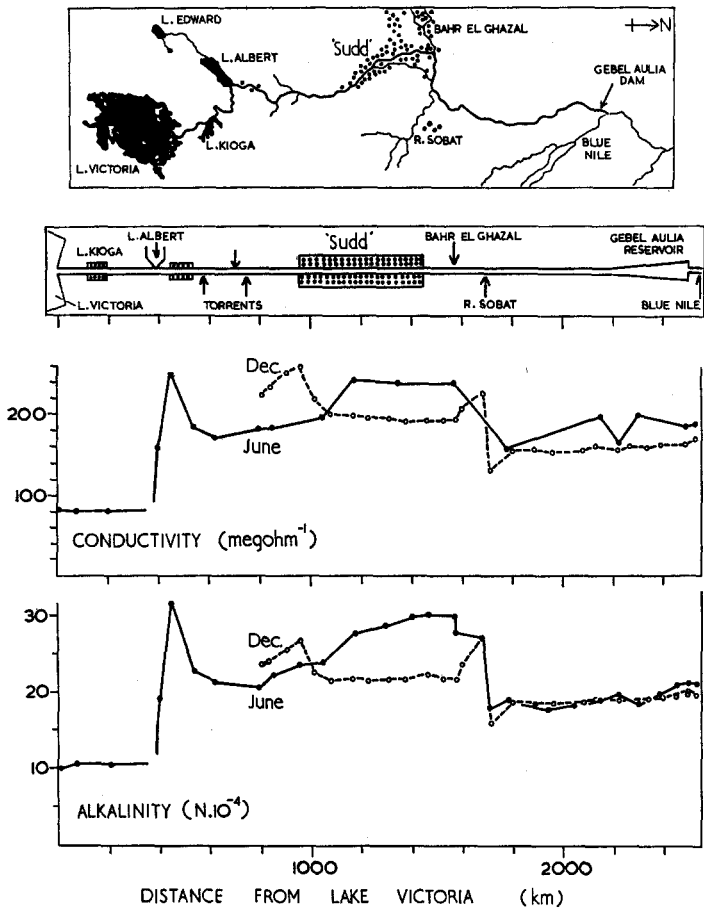 L. EDWARD
BAHR EL GHAZAL
N
L. ALBERT
'Sudd'
GEBEL AULIA
DAM
L. KIOGA
R. SOBAT
BLUE
NILE
L. VICTORIA
L. ALBERT
'Sudd'
BAHR EL GHAZAL
GEBEL AULIA
RESERVOIR
L. KIOGA
L. VICTORIA
TORRENTS
R. SOBAT
BLUE NILE
Dec.
200
June
100
CONDUCTIVITY (megohm⁻¹)
30
Dec.
20
June
10
ALKALINITY (N.10⁻⁴)
1000
2000
DISTANCE FROM LAKE VICTORIA (km)